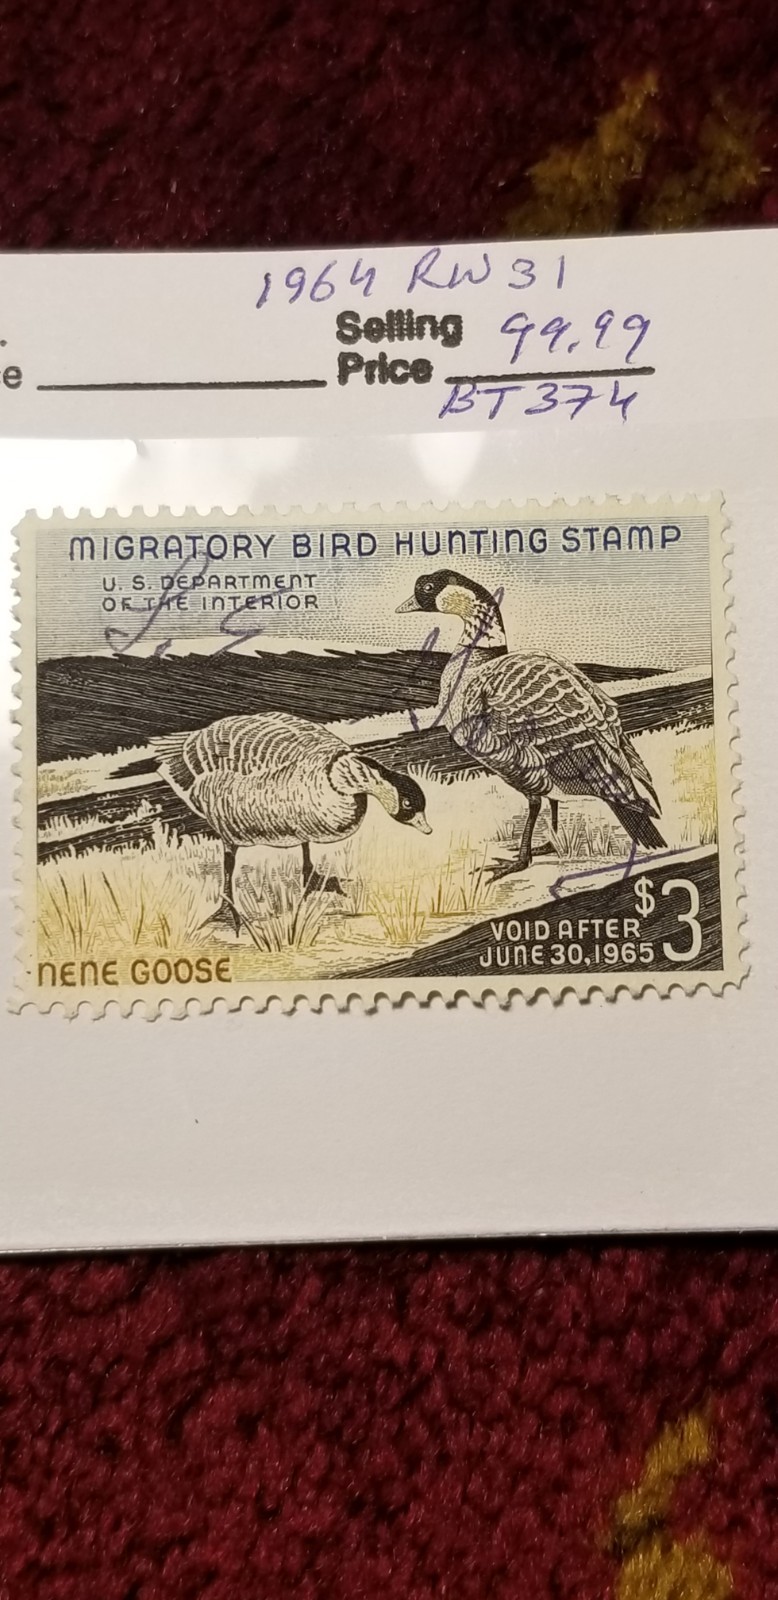 1964 RW31
Selling 99.99
e Price
BT374
MIGRATORY BIRD HUNTING STAMP
U. S. DEPARTMENT
OF THE INTERIOR
$3
VOID AFTER
JUNE 30, 1965
NENE GOOSE